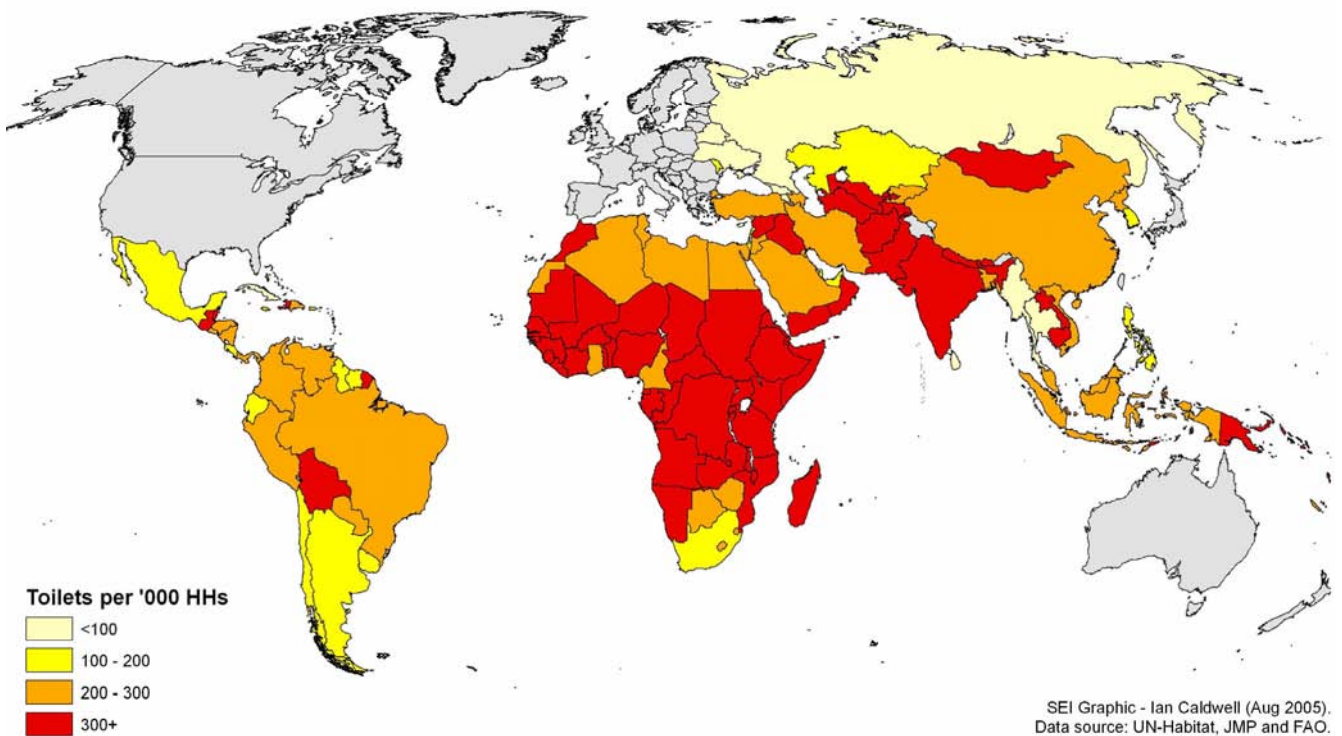 Toilets per '000 HHs
<100
100 - 200
200 - 300
300+
SEI Graphic - Ian Caldwell (Aug 2005).
Data source: UN-Habitat, JMP and FAO.